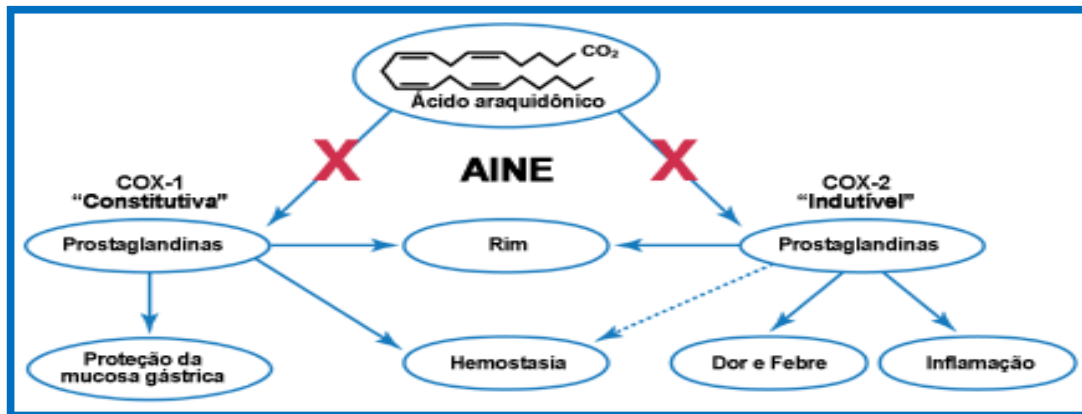 CO₂
Ácido araquidônico
X
AINE
X
COX-1
“Constitutiva”
COX-2
“Indutível”
Prostaglandinas
Rim
Prostaglandinas
Proteção da
mucosa gástrica
Hemostasia
Dor e Febre
Inflamação